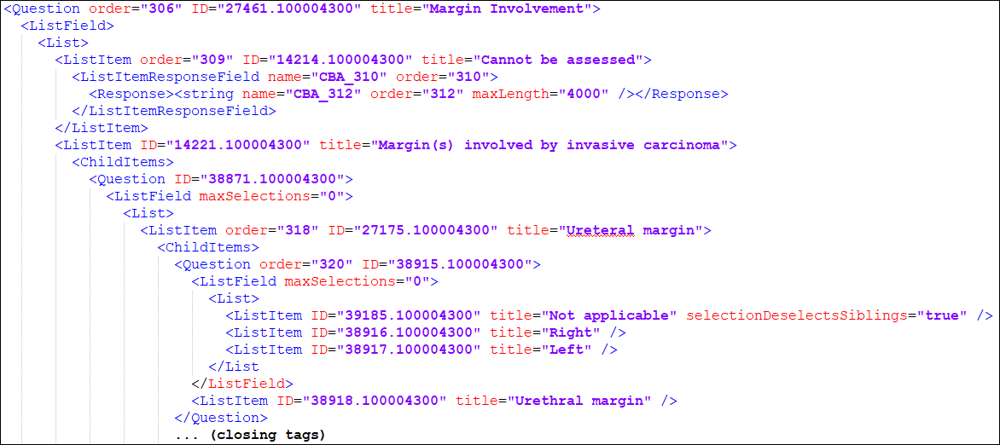 <Question order="306" ID="27461.100004300" title="Margin Involvement">
<ListField>
<List>
<ListItem order="309" ID="14214.100004300" title="Cannot be assessed">
<ListItemResponseField name="CBA_310" order="310">
<Response><string name="CBA_312" order="312" maxLength="4000" /></Response>
</ListItemResponseField>
</ListItem>
<ListItem ID="14221.100004300" title="Margin(s) involved by invasive carcinoma">
<ChildItems>
<Question ID="38871.100004300">
<ListField maxSelections="0">
<List>
<ListItem order="318" ID="27175.100004300" title="Ureteral margin">
<ChildItems>
<Question order="320" ID="38915.100004300">
<ListField maxSelections="0">
<List>
<ListItem ID="39185.100004300" title="Not applicable" selectionDeselectsSiblings="true" />
<ListItem ID="38916.100004300" title="Right" />
<ListItem ID="38917.100004300" title="Left" />
</List
</ListField>
<ListItem ID="38918.100004300" title="Urethral margin" />
</Question>
... (closing tags)